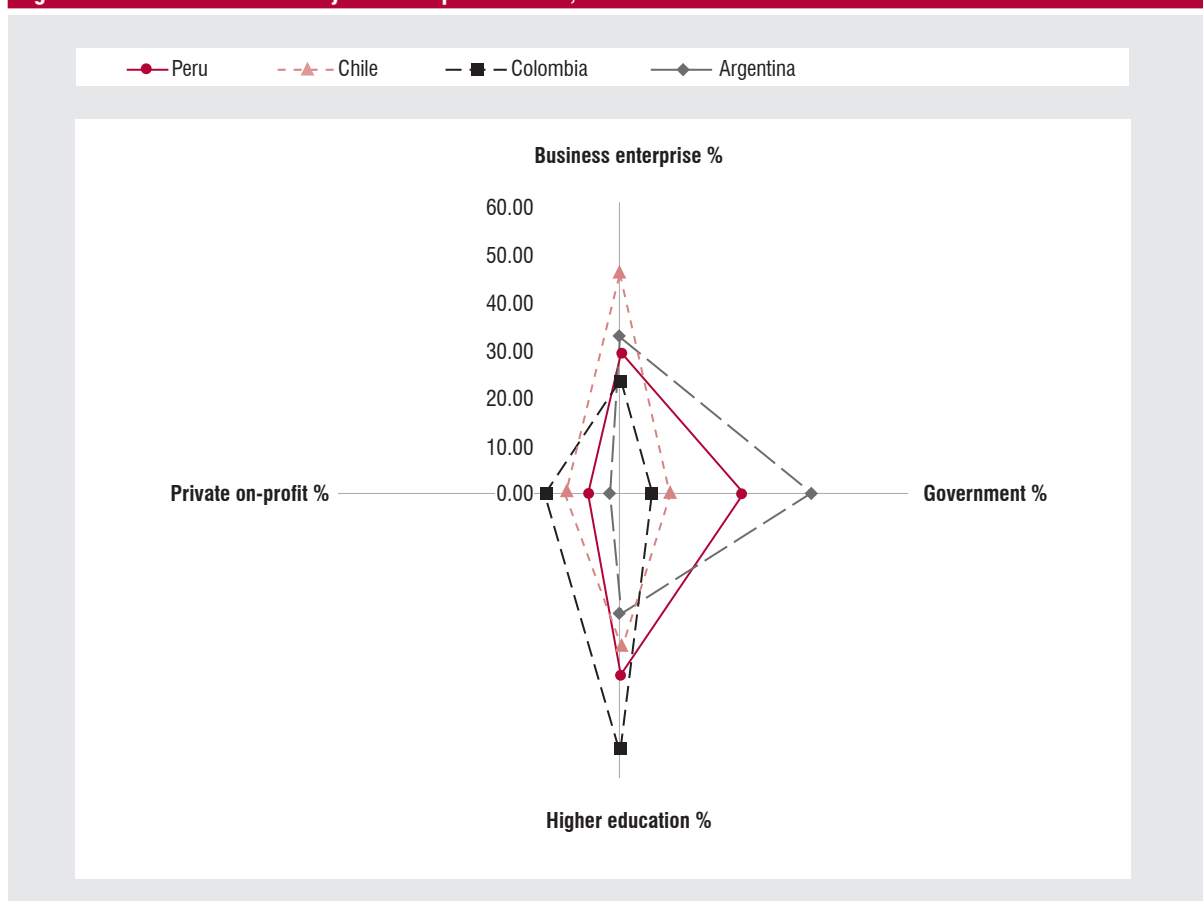 Peru Chile Colombia Argentina
Business enterprise %
60.00
50.00
40.00
30.00
20.00
10.00
Private on-profit % 0.00 Government %
Higher education %